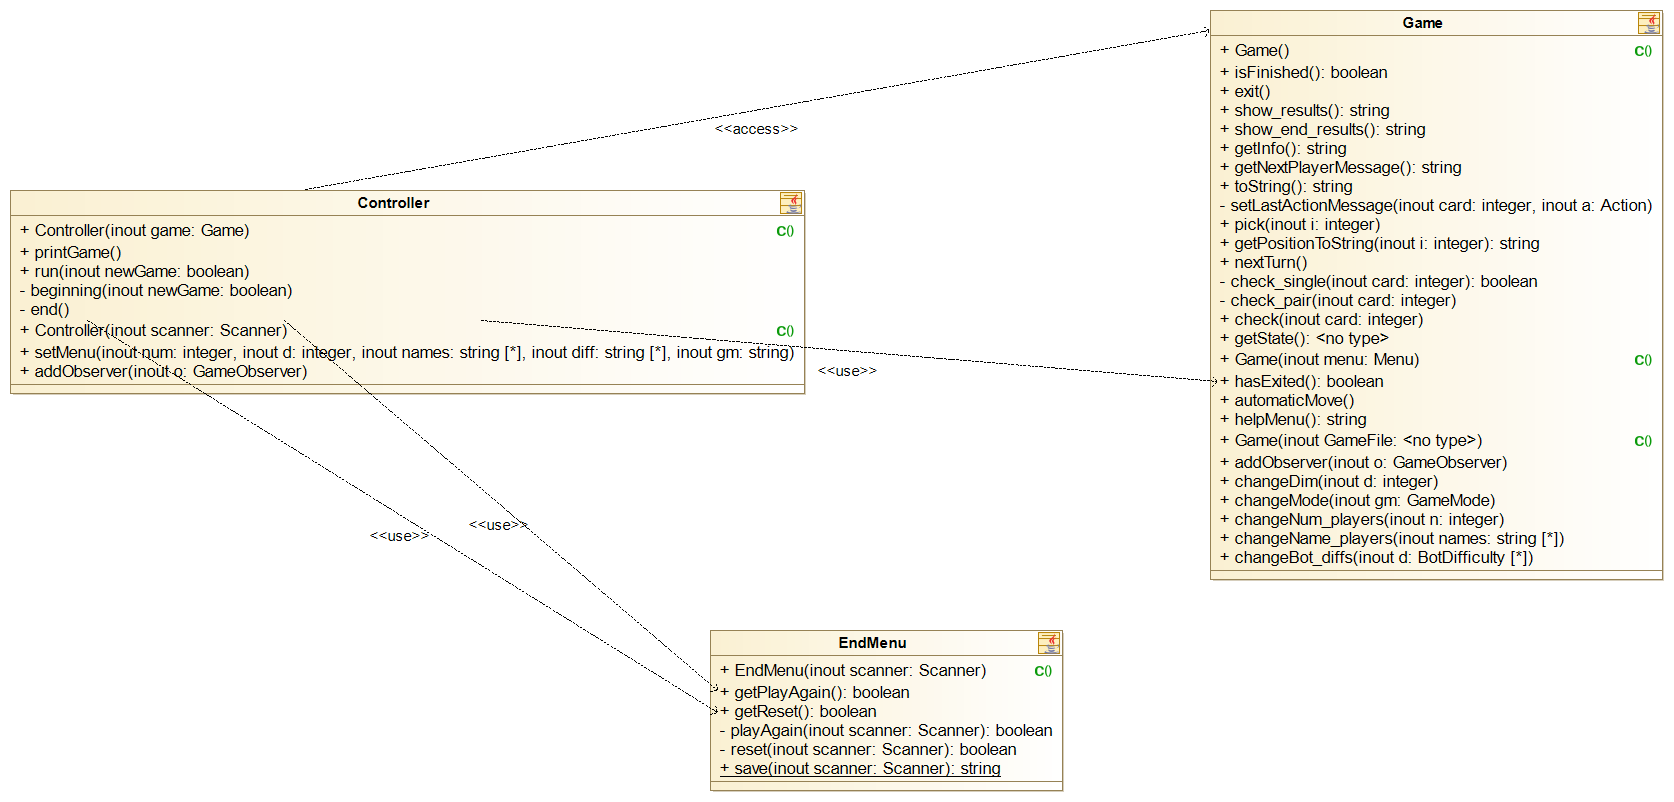 Game
+ Game() C()
+ isFinished(): boolean
+ exit()
+ show_results(): string
+ show_end_results(): string
+ getInfo(): string
+ getNextPlayerMessage(): string
+ toString(): string
- setLastActionMessage(inout card: integer, inout a: Action)
+ pick(inout i: integer)
+ getPositionToString(inout i: integer): string
+ nextTurn()
- check_single(inout card: integer): boolean
- check_pair(inout card: integer)
+ check(inout card: integer)
+ getState(): <no type>
+ Game(inout menu: Menu) C()
+ hasExited(): boolean
+ automaticMove()
+ helpMenu(): string
+ Game(inout GameFile: <no type>) C()
+ addObserver(inout o: GameObserver)
+ changeDim(inout d: integer)
+ changeMode(inout gm: GameMode)
+ changeNum_players(inout n: integer)
+ changeName_players(inout names: string [*])
+ changeBot_diffs(inout d: BotDifficulty [*])
<<access>>
Controller
+ Controller(inout game: Game) C()
+ printGame()
+ run(inout newGame: boolean)
- beginning(inout newGame: boolean)
- end()
+ Controller(inout scanner: Scanner) C()
+ setMenu(inout num: integer, inout d: integer, inout names: string [*], inout diff: string [*], inout gm: string)
+ addObserver(inout o: GameObserver)
<<use>>
<<use>>
<<use>>
EndMenu
+ EndMenu(inout scanner: Scanner) C()
+ getPlayAgain(): boolean
+ getReset(): boolean
- playAgain(inout scanner: Scanner): boolean
- reset(inout scanner: Scanner): boolean
+ save(inout scanner: Scanner): string